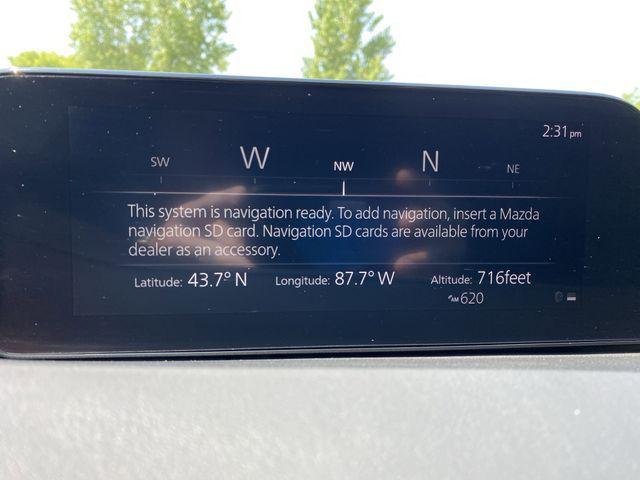 2:31pm
SW W NW N NE
This system is navigation ready. To add navigation, insert a Mazda
navigation SD card. Navigation SD cards are available from your
dealer as an accessory.
Latitude: 43.7° N Longitude: 87.7° W Altitude: 716feet
AM 620